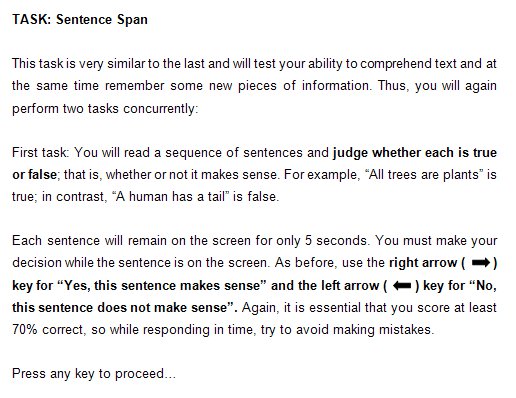 TASK: Sentence Span
This task is very similar to the last and will test your ability to comprehend text and at
the same time remember some new pieces of information. Thus, you will again
perform two tasks concurrently:
First task: You will read a sequence of sentences and judge whether each is true
or false; that is, whether or not it makes sense. For example, “All trees are plants” is
true; in contrast, “A human has a tail” is false.
Each sentence will remain on the screen for only 5 seconds. You must make your
decision while the sentence is on the screen. As before, use the right arrow ( ➡ )
key for “Yes, this sentence makes sense” and the left arrow ( ⬅ ) key for “No,
this sentence does not make sense”. Again, it is essential that you score at least
70% correct, so while responding in time, try to avoid making mistakes.
Press any key to proceed…